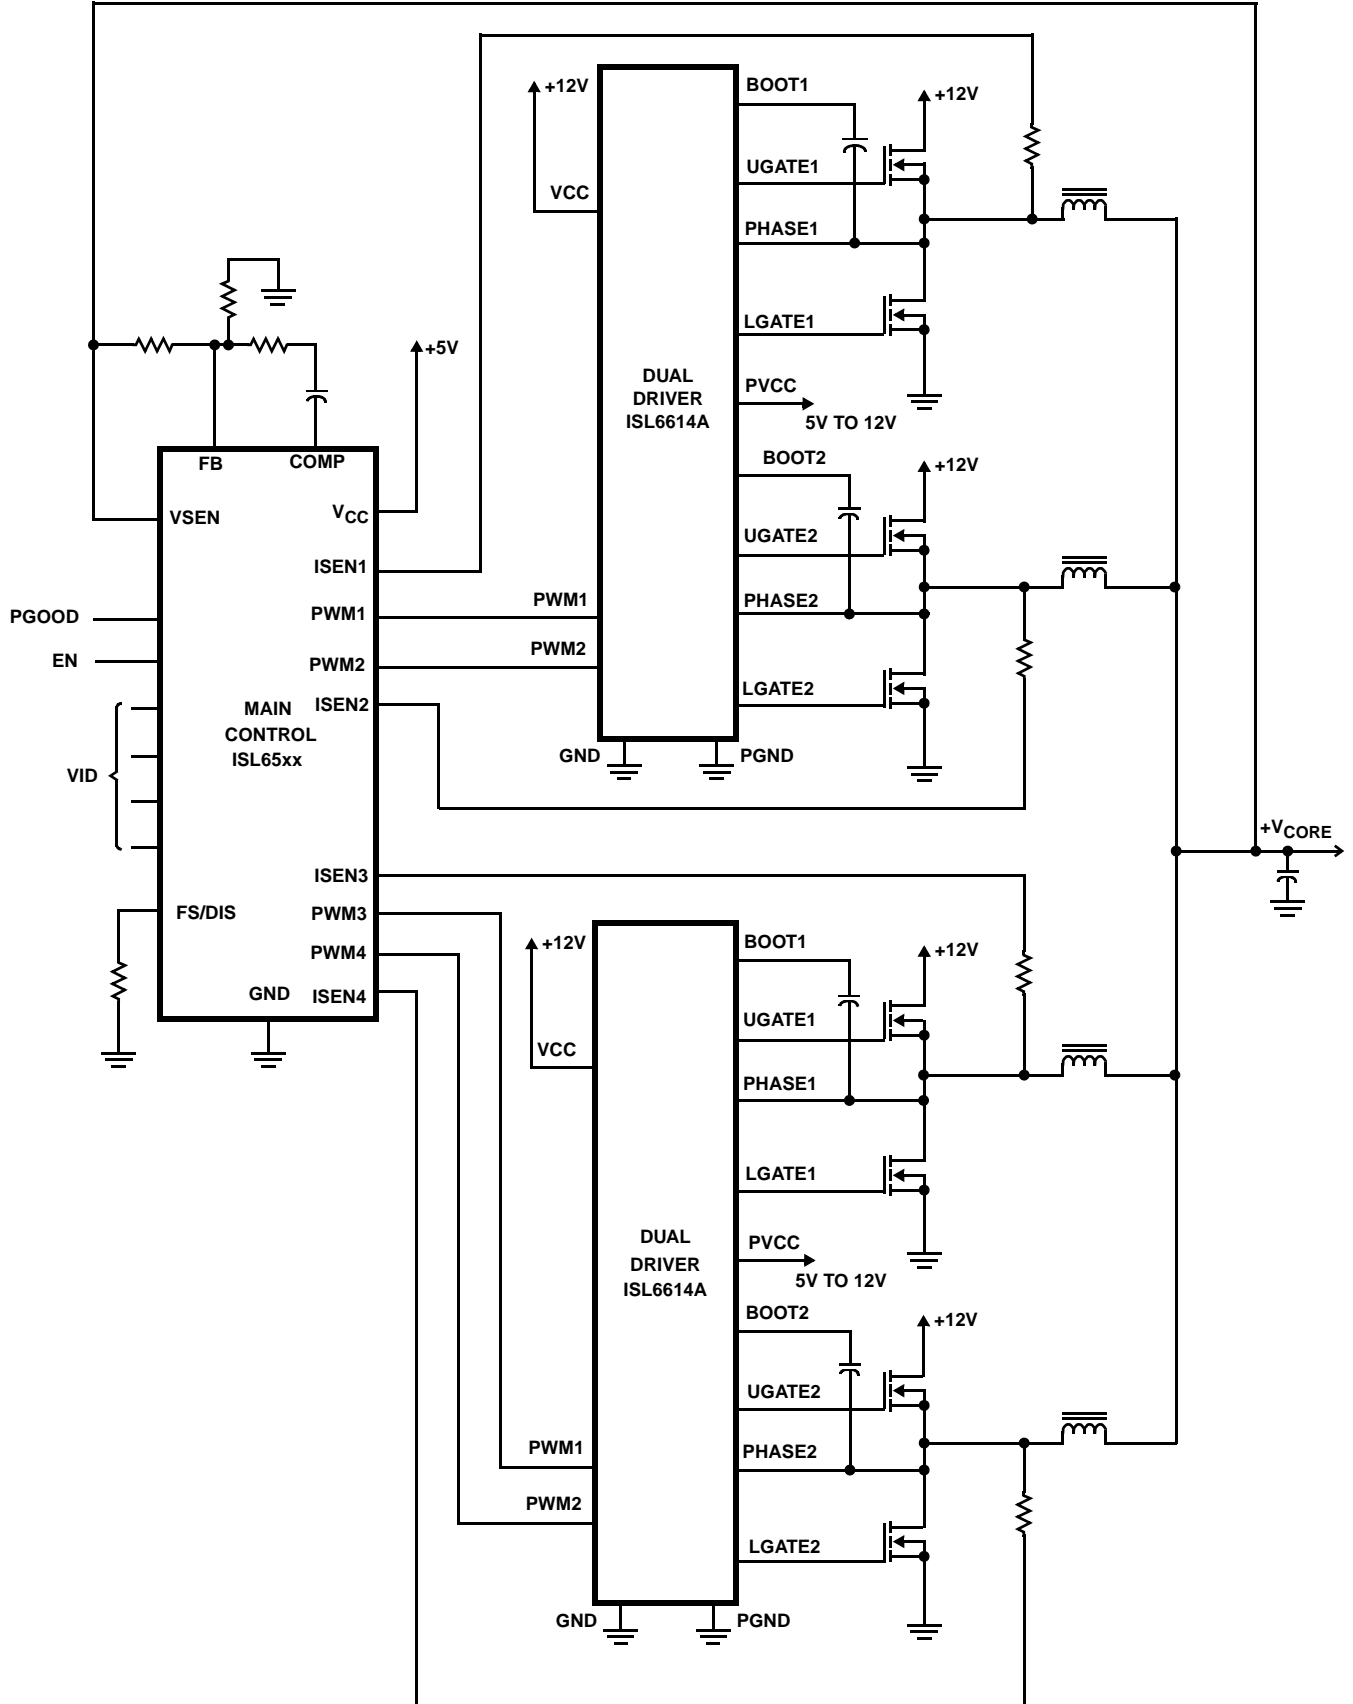 +12V
BOOT1
+12V
UGATE1
VCC
PHASE1
LGATE1
+5V
DUAL
DRIVER
ISL6614A
PVCC
5V TO 12V
BOOT2
+12V
UGATE2
PHASE2
LGATE2
PWM1
PWM2
GND
PGND
FB
COMP
VSEN
VCC
ISEN1
PGOOD
PWM1
EN
PWM2
ISEN2
MAIN
CONTROL
ISL65xx
VID
+VCORE
ISEN3
FS/DIS
PWM3
PWM4
GND
ISEN4
+12V
BOOT1
+12V
UGATE1
VCC
PHASE1
LGATE1
DUAL
DRIVER
ISL6614A
PVCC
5V TO 12V
BOOT2
+12V
UGATE2
PWM1
PHASE2
PWM2
LGATE2
GND
PGND